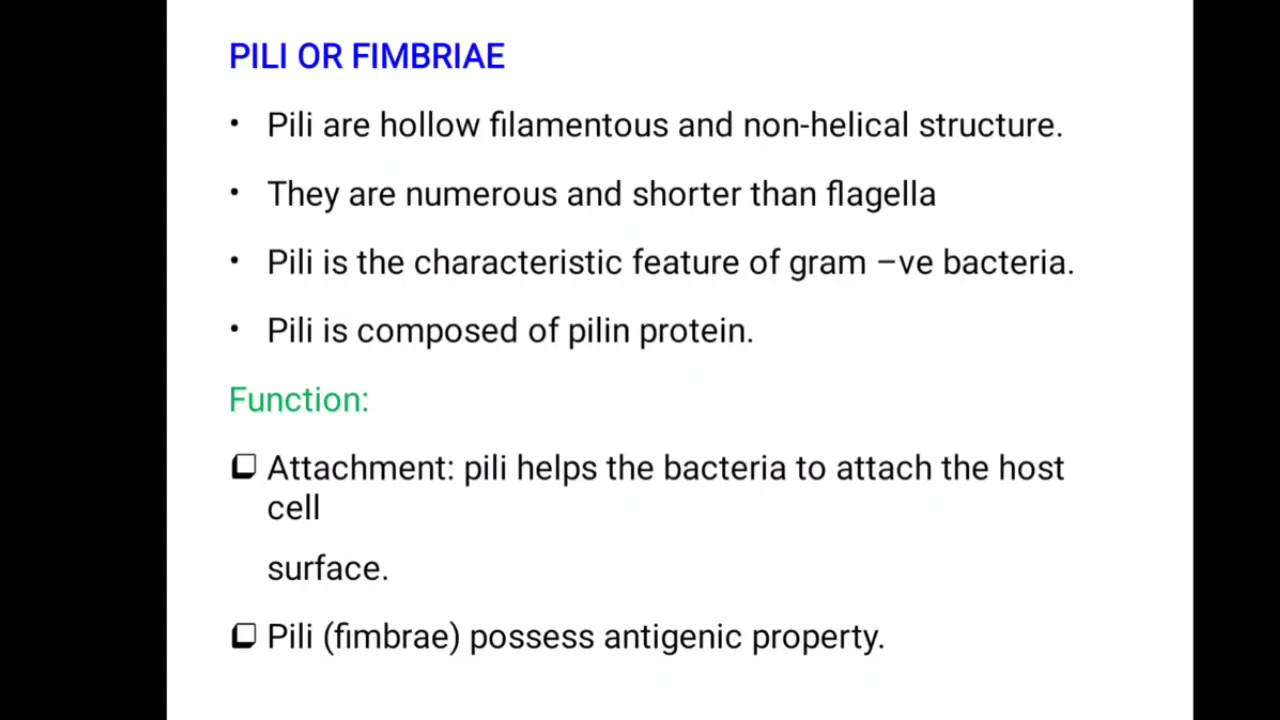 PILI OR FIMBRIAE
• Pili are hollow filamentous and non-helical structure.
• They are numerous and shorter than flagella
• Pili is the characteristic feature of gram –ve bacteria.
• Pili is composed of pilin protein.
Function:
❑ Attachment: pili helps the bacteria to attach the host
cell
surface.
❑ Pili (fimbrae) possess antigenic property.